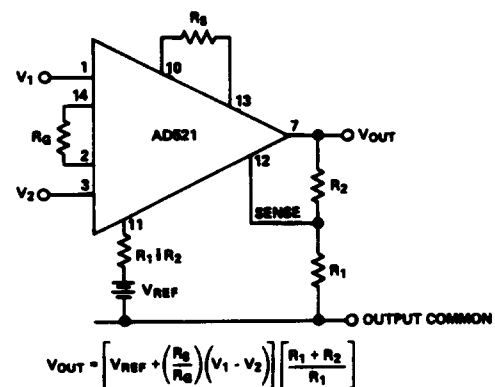 RS
10
13
1
V1
14
RG
AD521
7
VOUT
2
12
V2
3
R2
SENSE
11
R1 ∥ R2
R1
VREF
OUTPUT COMMON
VOUT = [VREF + (RS/RG)(V1 - V2)] [R1 + R2/R1]